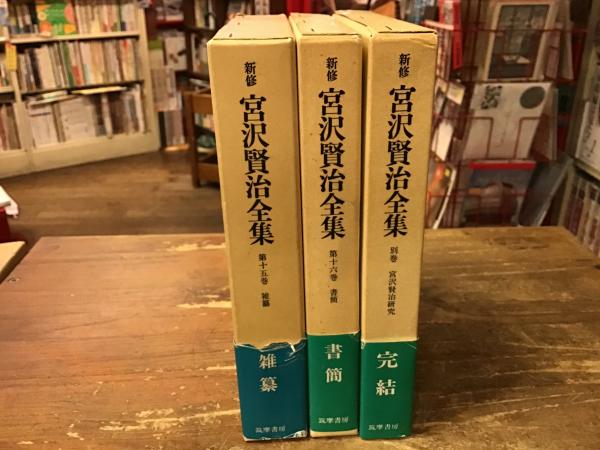 新修
宮沢賢治全集
第十五巻 雑纂
雑纂
筑摩書房
新修
宮沢賢治全集
第十六巻 書簡
書簡
筑摩書房
新修
宮沢賢治全集
別巻 宮沢賢治研究
完結
筑摩書房